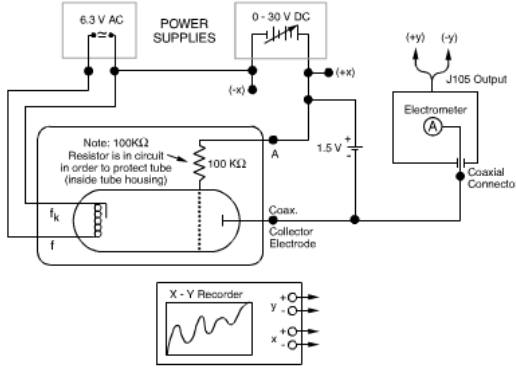 6.3 V AC
POWER
SUPPLIES
0 - 30 V DC
(+y)
(-y)
(-x)
(+x)
J105 Output
Electrometer
A
Note: 100KΩ
Resistor is in circuit
in order to protect tube
(inside tube housing)
100 KΩ
A
1.5 V
+
-
Coaxial
Connector
fk
f
Coax.
Collector
Electrode
X - Y Recorder
y + -
x + -